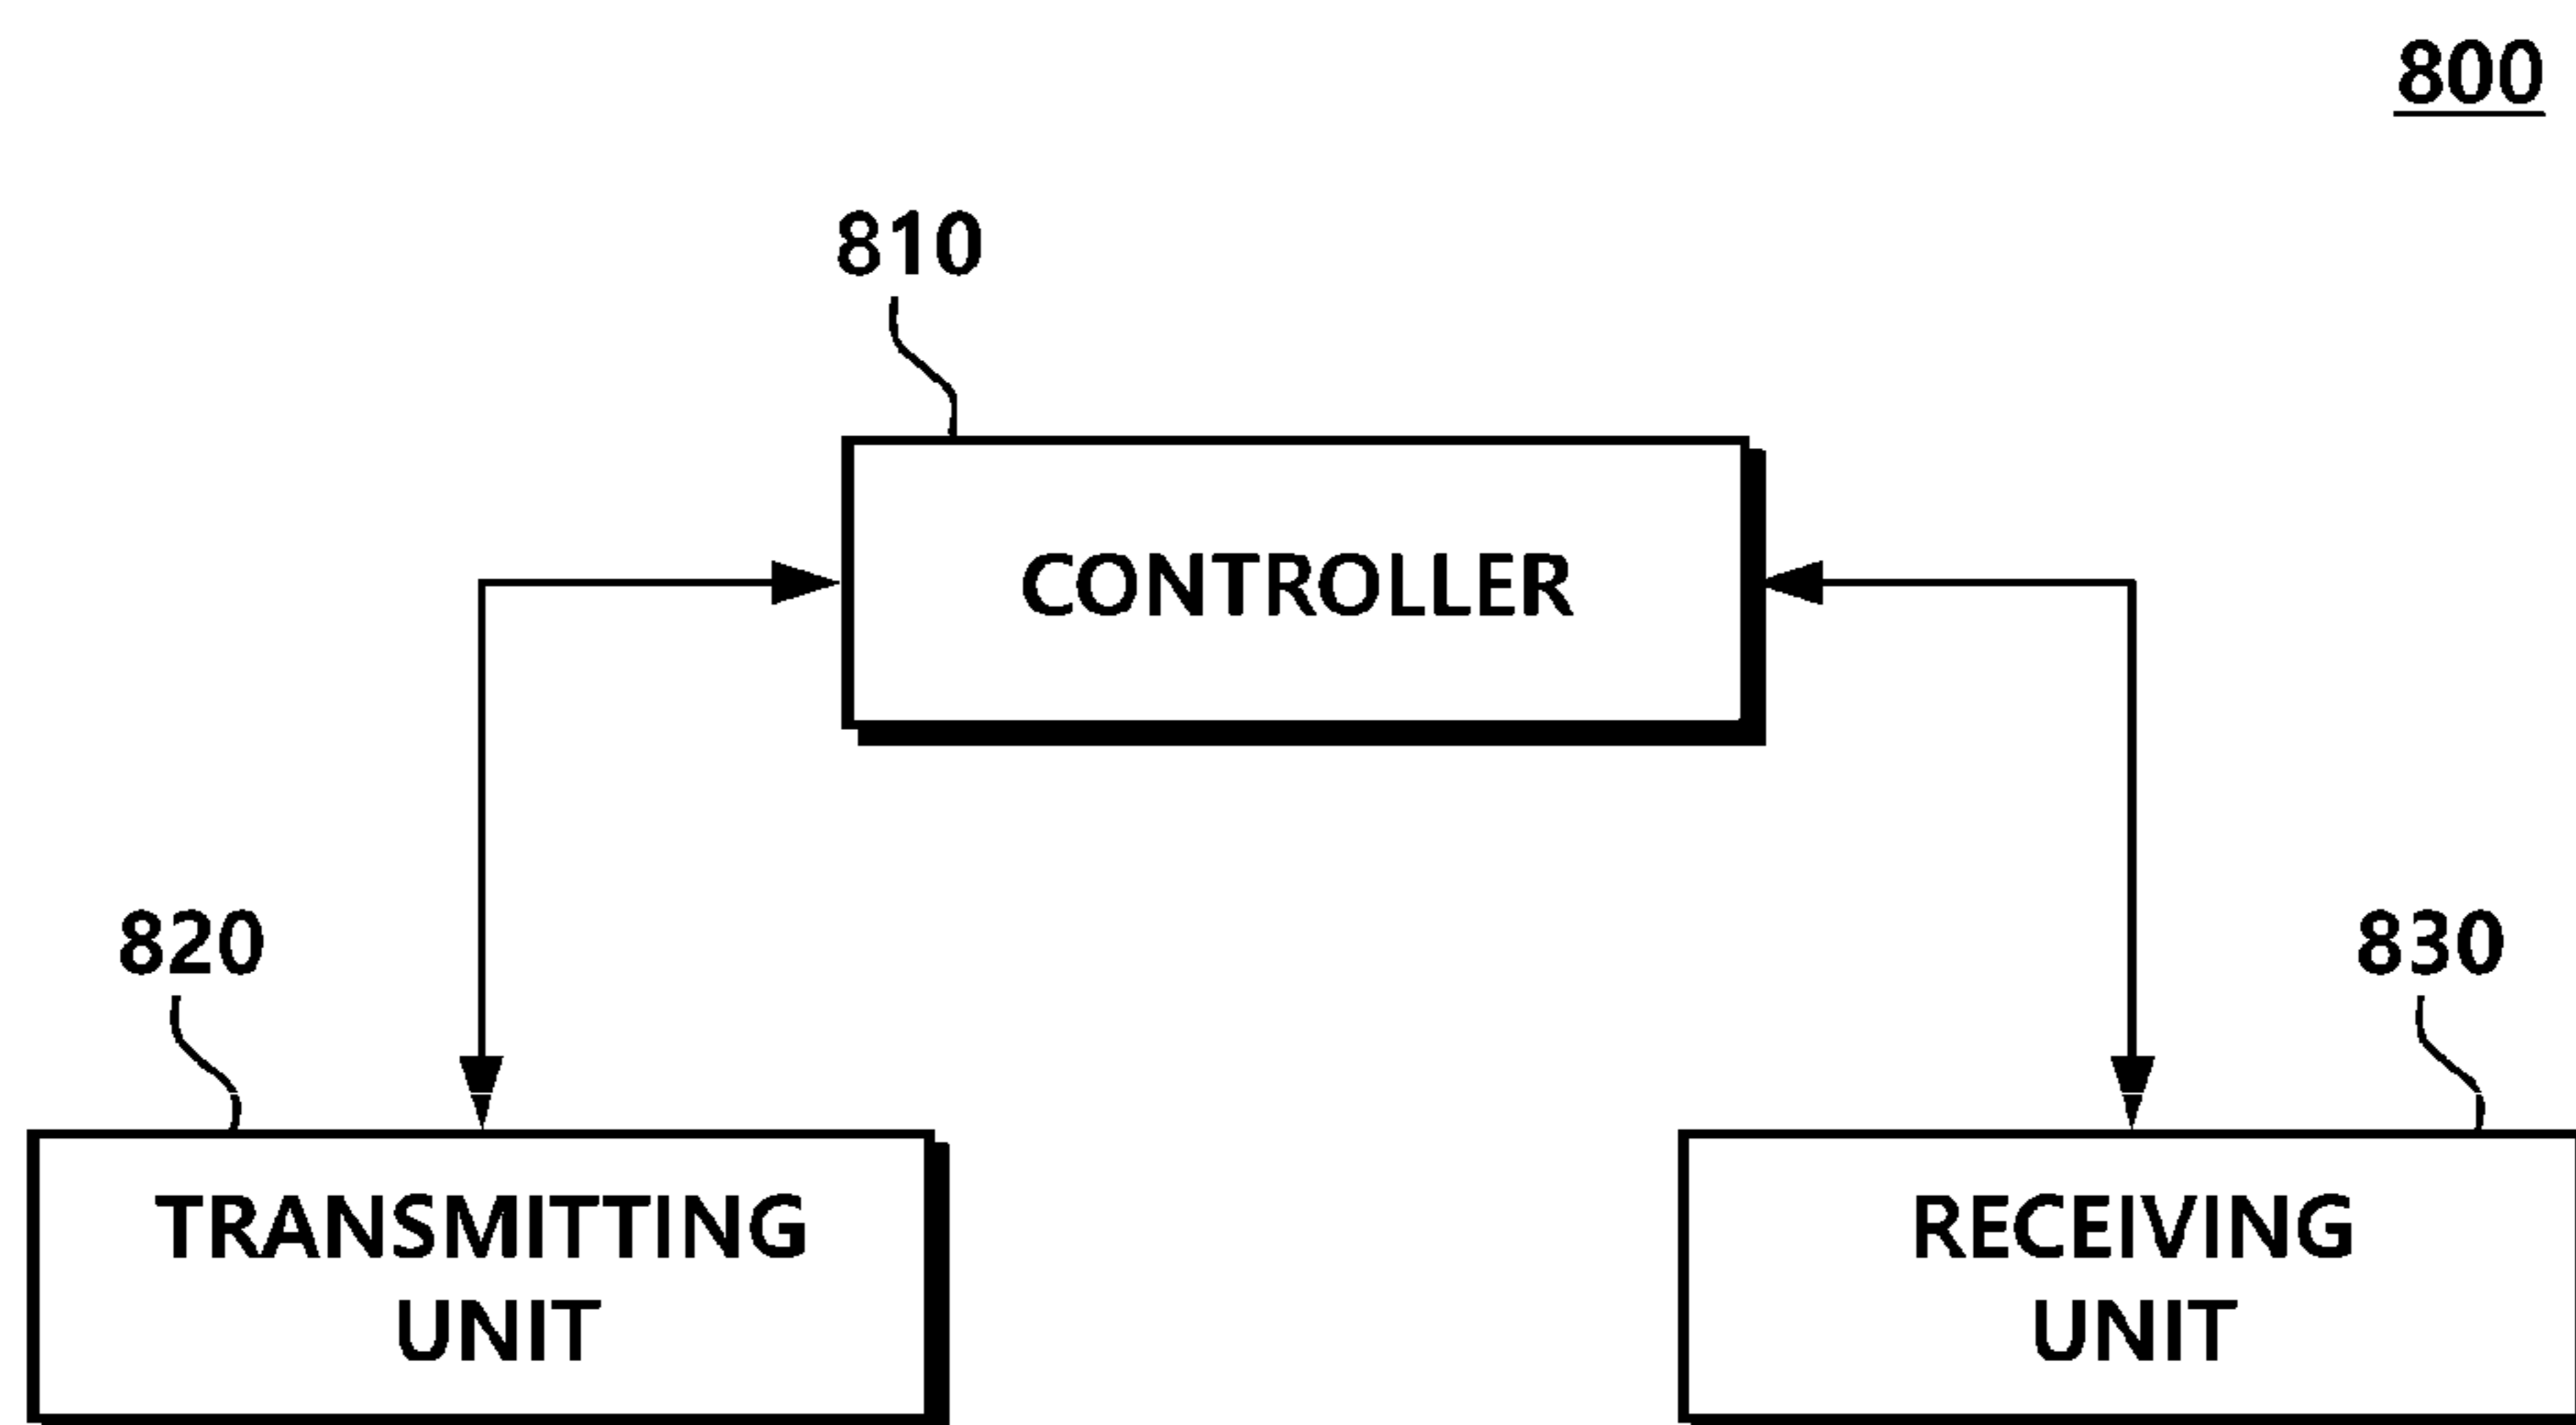 800
810
CONTROLLER
820
830
TRANSMITTING
UNIT
RECEIVING
UNIT